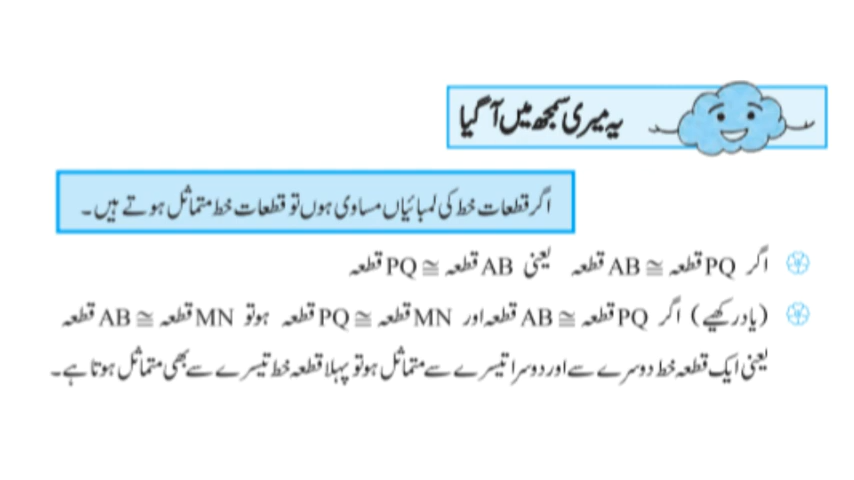 یہ میری سمجھ میں آ گیا
اگر قطعات خط کی لمبائیاں مساوی ہوں تو قطعات خط متماثل ہوتے ہیں۔
اگر PQ قطعہ ≅ AB قطعہ یعنی AB قطعہ ≅ PQ قطعہ
(یاد رکھیے) اگر PQ قطعہ ≅ AB قطعہ اور MN قطعہ ≅ PQ قطعہ ہو تو MN قطعہ ≅ AB قطعہ
یعنی ایک قطعہ خط دوسرے سے اور دوسرا تیسرے سے متماثل ہو تو پہلا قطعہ خط تیسرے سے بھی متماثل ہوتا ہے۔